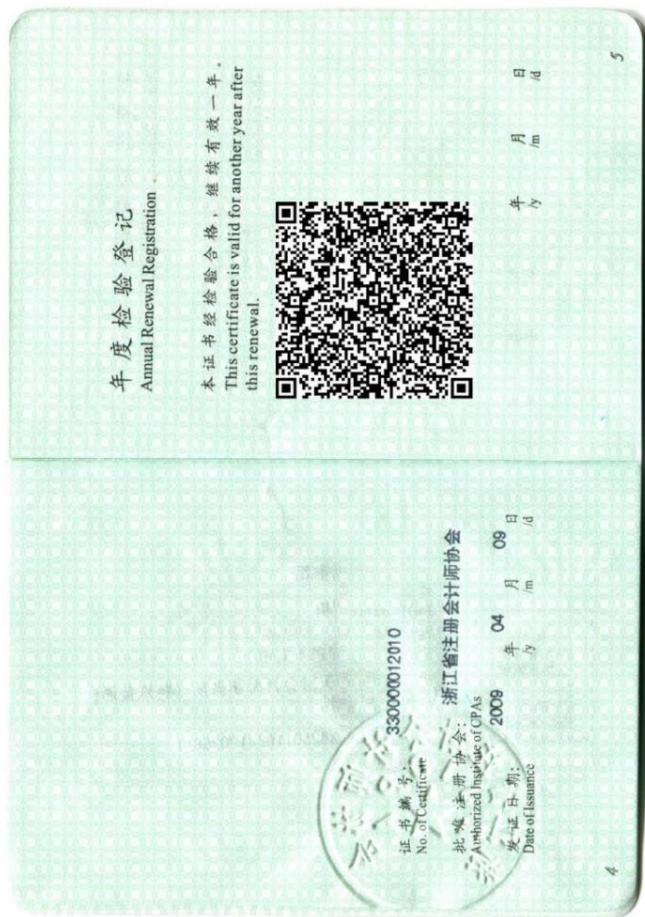 证书编号:
No. of Certificate
330000012010
批准注册协会:
Authorized Institute of CPAs
浙江省注册会计师协会
发证日期:
Date of Issuance
2009 年 04 月 09 日
/y /m /d
4
年度检验登记
Annual Renewal Registration
本证书经检验合格，继续有效一年。
This certificate is valid for another year after
this renewal.
年 月 日
/y /m /d
5